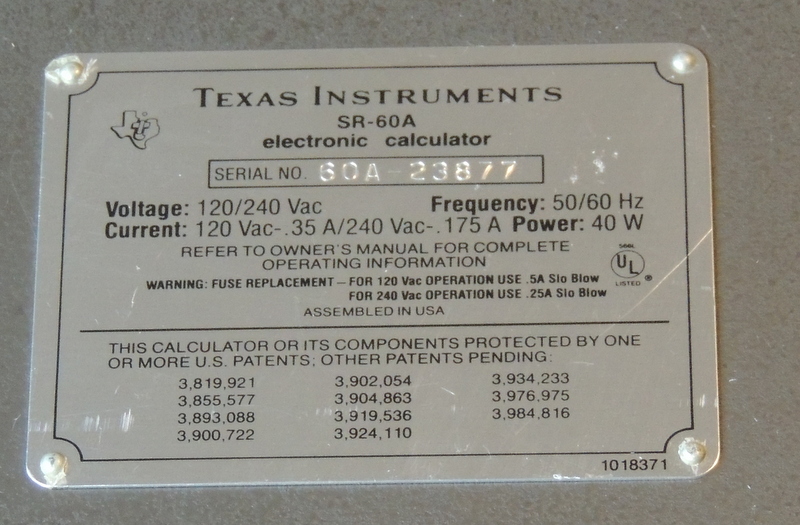 TEXAS INSTRUMENTS
SR-60A
electronic calculator
SERIAL NO. 60A-23877
Voltage: 120/240 Vac Frequency: 50/60 Hz
Current: 120 Vac-.35 A/240 Vac-.175 A Power: 40 W
REFER TO OWNER'S MANUAL FOR COMPLETE
OPERATING INFORMATION
566L
UL
LISTED ®
WARNING: FUSE REPLACEMENT – FOR 120 Vac OPERATION USE .5A Slo Blow
FOR 240 Vac OPERATION USE .25A Slo Blow
ASSEMBLED IN USA
THIS CALCULATOR OR ITS COMPONENTS PROTECTED BY ONE
OR MORE U.S. PATENTS; OTHER PATENTS PENDING:
3,819,921 3,902,054 3,934,233
3,855,577 3,904,863 3,976,975
3,893,088 3,919,536 3,984,816
3,900,722 3,924,110
1018371